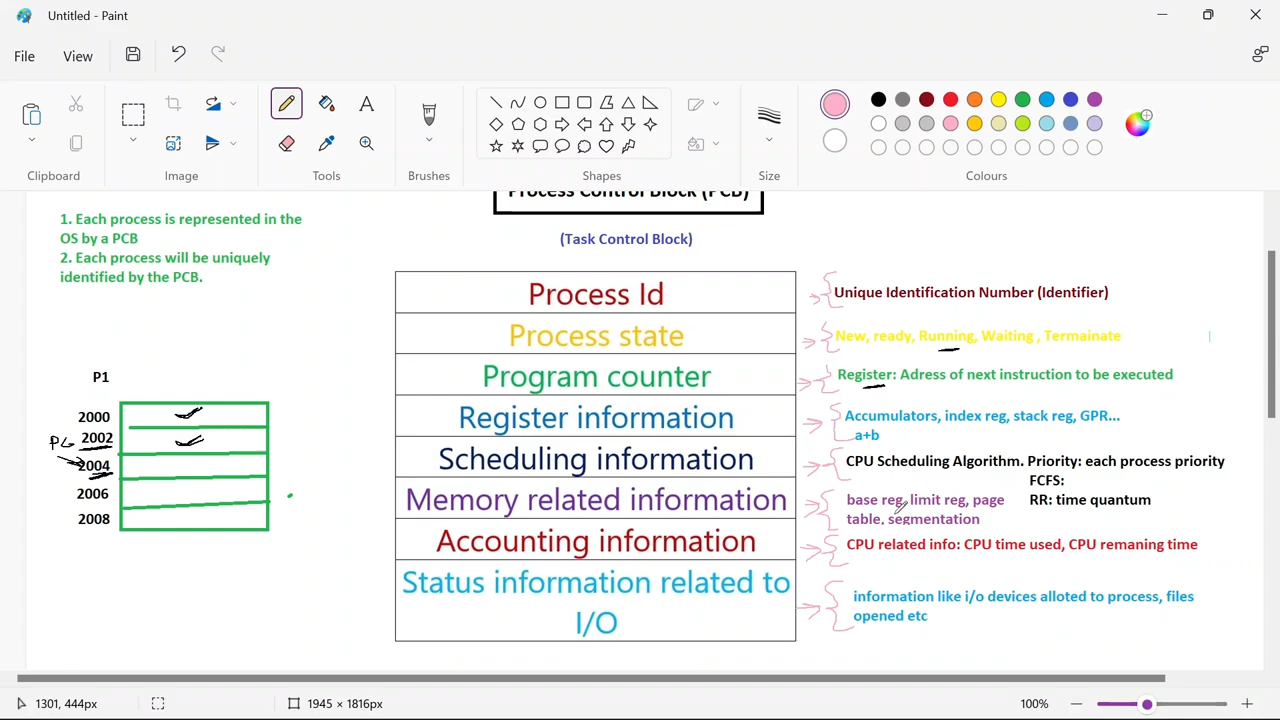 Untitled - Paint
File
View
Clipboard
Image
Tools
Brushes
Shapes
Size
Colours
Process Control Block (PCB)
(Task Control Block)
1. Each process is represented in the
OS by a PCB
2. Each process will be uniquely
identified by the PCB.
P1
2000
2002
2004
2006
2008
Process Id
Process state
Program counter
Register information
Scheduling information
Memory related information
Accounting information
Status information related to
I/O
Unique Identification Number (Identifier)
New, ready, Running, Waiting , Termainate
Register: Adress of next instruction to be executed
Accumulators, index reg, stack reg, GPR...
a+b
CPU Scheduling Algorithm. Priority: each process priority
FCFS:
RR: time quantum
base reg, limit reg, page
table, segmentation
CPU related info: CPU time used, CPU remaning time
information like i/o devices alloted to process, files
opened etc
1301, 444px
1945 × 1816px
100%